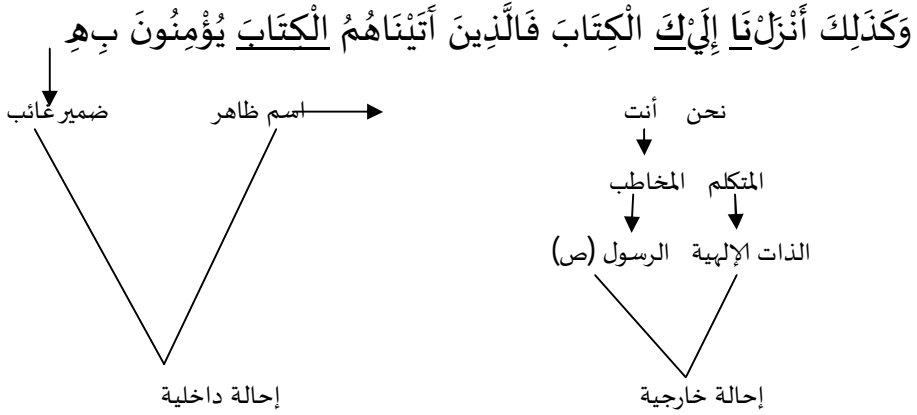 وَكَذَلِكَ أَنْزَلْنَا إِلَيْكَ الْكِتَابَ فَالَّذِينَ آَتَيْنَاهُمُ الْكِتَابَ يُؤْمِنُونَ بِهِ
نحن أنت اسم ظاهر ضمير غائب
المتكلم المخاطب
الذات الإلهية الرسول (ص)
إحالة خارجية إحالة داخلية